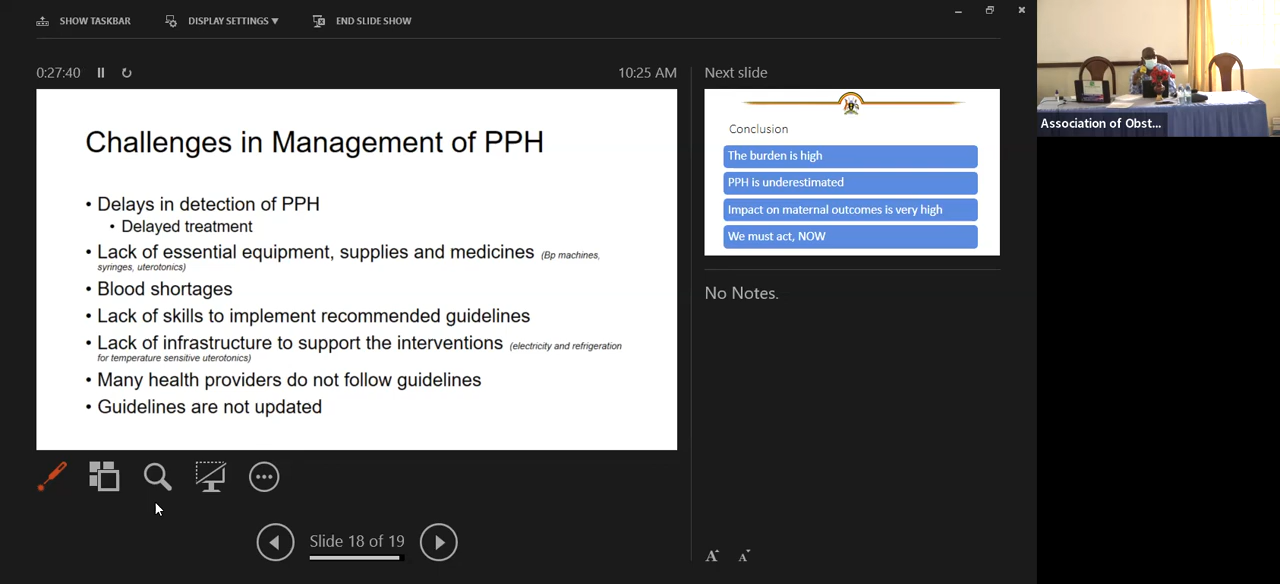 SHOW TASKBAR
DISPLAY SETTINGS ▼
END SLIDE SHOW
0:27:40
10:25 AM
Challenges in Management of PPH
• Delays in detection of PPH
• Delayed treatment
• Lack of essential equipment, supplies and medicines (Bp machines,
syringes, uterotonics)
• Blood shortages
• Lack of skills to implement recommended guidelines
• Lack of infrastructure to support the interventions (electricity and refrigeration
for temperature sensitive uterotonics)
• Many health providers do not follow guidelines
• Guidelines are not updated
Slide 18 of 19
Next slide
Conclusion
The burden is high
PPH is underestimated
Impact on maternal outcomes is very high
We must act, NOW
No Notes.
A A
Association of Obst...